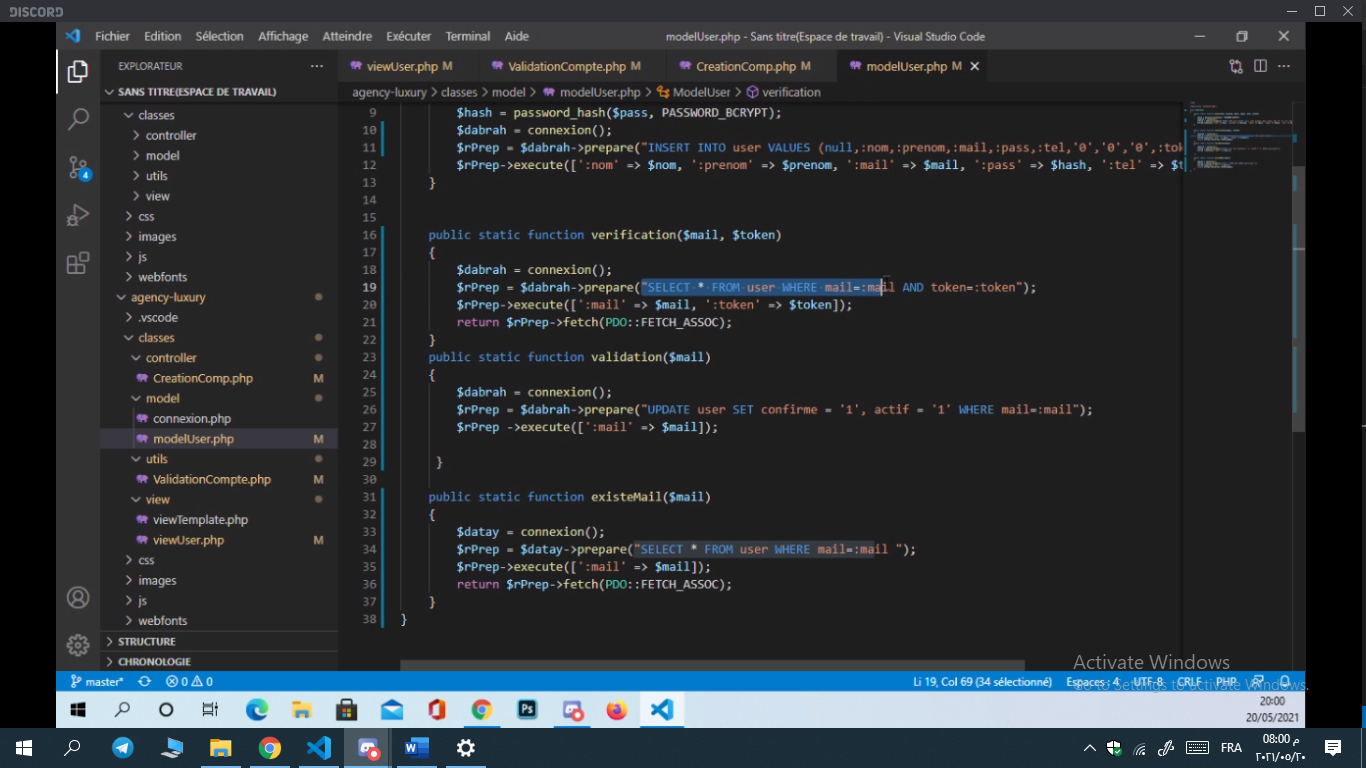 DISCORD
Fichier Edition Sélection Affichage Atteindre Exécuter Terminal Aide modelUser.php - Sans titre(Espace de travail) - Visual Studio Code
EXPLORATEUR ···
viewUser.php M ValidationCompte.php M CreationComp.php M modelUser.php M
SANS TITRE(ESPACE DE TRAVAIL)
agency-luxury > classes > model > modelUser.php > ModelUser > verification
classes
controller
model
utils
view
css
images
js
webfonts
agency-luxury
.vscode
classes
controller
CreationComp.php M
model
connexion.php
modelUser.php M
utils
ValidationCompte.php M
view
viewTemplate.php
viewUser.php M
css
images
js
webfonts
STRUCTURE
CHRONOLOGIE
4
9 $hash = password_hash($pass, PASSWORD_BCRYPT);
10 $dabrah = connexion();
11 $rPrep = $dabrah->prepare("INSERT INTO user VALUES (null,:nom,:prenom,:mail,:pass,:tel,'0','0','0',:tok
12 $rPrep->execute([':nom' => $nom, ':prenom' => $prenom, ':mail' => $mail, ':pass' => $hash, ':tel' => $t
13 }
14
15
16 public static function verification($mail, $token)
17 {
18 $dabrah = connexion();
19 $rPrep = $dabrah->prepare("SELECT * FROM user WHERE mail=:mail AND token=:token");
20 $rPrep->execute([':mail' => $mail, ':token' => $token]);
21 return $rPrep->fetch(PDO::FETCH_ASSOC);
22 }
23 public static function validation($mail)
24 {
25 $dabrah = connexion();
26 $rPrep = $dabrah->prepare("UPDATE user SET confirme = '1', actif = '1' WHERE mail=:mail");
27 $rPrep ->execute([':mail' => $mail]);
28
29 }
30
31 public static function existeMail($mail)
32 {
33 $datay = connexion();
34 $rPrep = $datay->prepare("SELECT * FROM user WHERE mail=:mail ");
35 $rPrep->execute([':mail' => $mail]);
36 return $rPrep->fetch(PDO::FETCH_ASSOC);
37 }
38 }
Activate Windows
Go to Settings to activate Windows.
master* 0 0 Li 19, Col 69 (34 sélectionné) Espaces : 4 UTF-8 CRLF PHP
Ps
20:00
20/05/2021
W
FRA
08:00 م
٢٠٢١/٠٥/٢٠